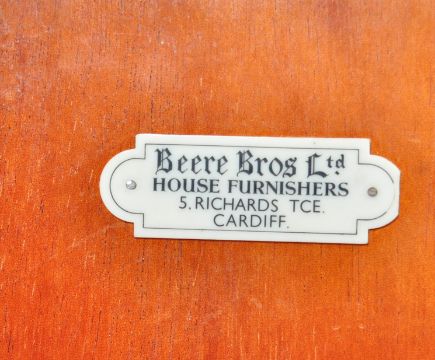 Beere Bros Ltd
HOUSE FURNISHERS
5. RICHARDS TCE.
CARDIFF.